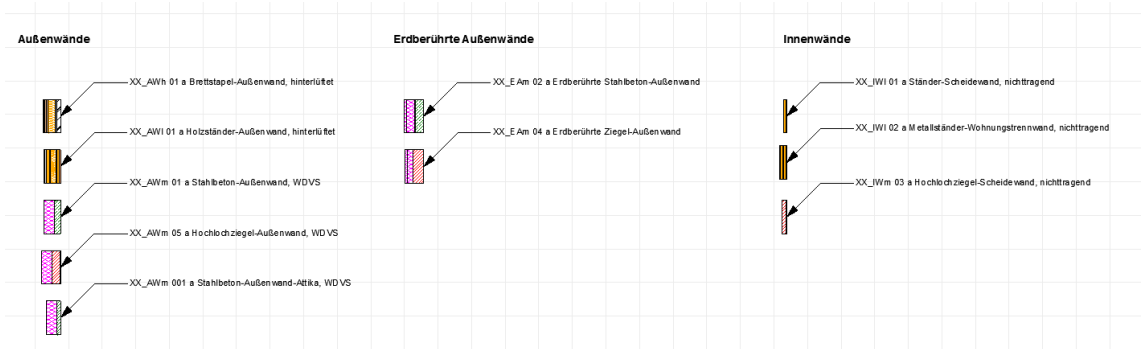 Außenwände
XX_AWh 01 a Brettstapel-Außenwand, hinterlüftet
XX_AWl 01 a Holzständer-Außenwand, hinterlüftet
XX_AWm 01 a Stahlbeton-Außenwand, WDVS
XX_AWm 05 a Hochlochziegel-Außenwand, WDVS
XX_AWm 001 a Stahlbeton-Außenwand-Attika, WDVS
Erdberührte Außenwände
XX_EAm 02 a Erdberührte Stahlbeton-Außenwand
XX_EAm 04 a Erdberührte Ziegel-Außenwand
Innenwände
XX_IWl 01 a Ständer-Scheidewand, nichttragend
XX_IWl 02 a Metallständer-Wohnungstrennwand, nichttragend
XX_IWm 03 a Hochlochziegel-Scheidewand, nichttragend